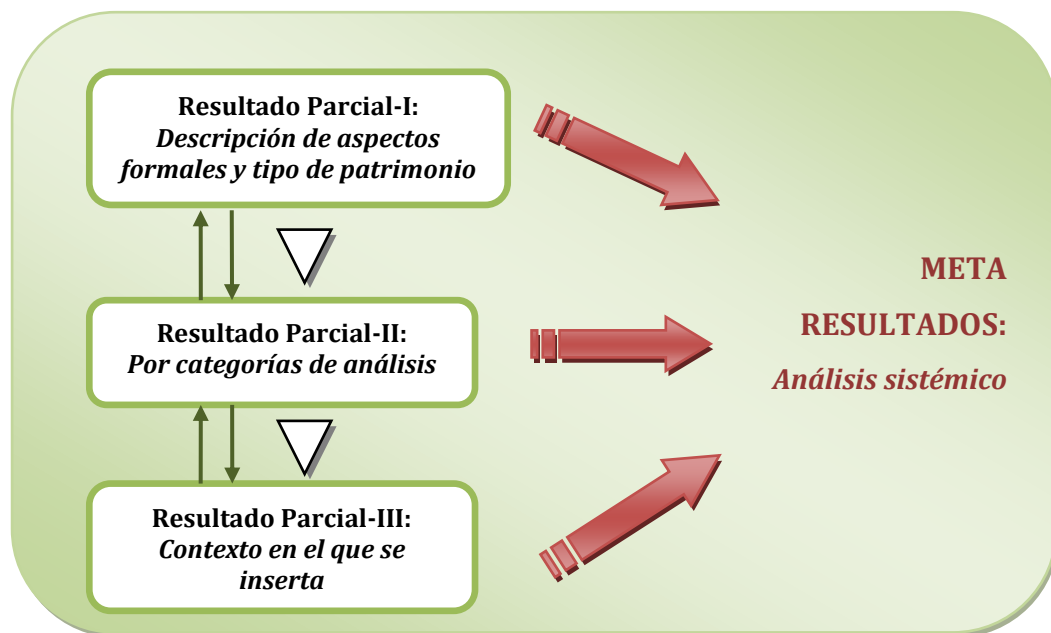 Resultado Parcial-I:
Descripción de aspectos
formales y tipo de patrimonio
Resultado Parcial-II:
Por categorías de análisis
Resultado Parcial-III:
Contexto en el que se
inserta
META
RESULTADOS:
Análisis sistémico